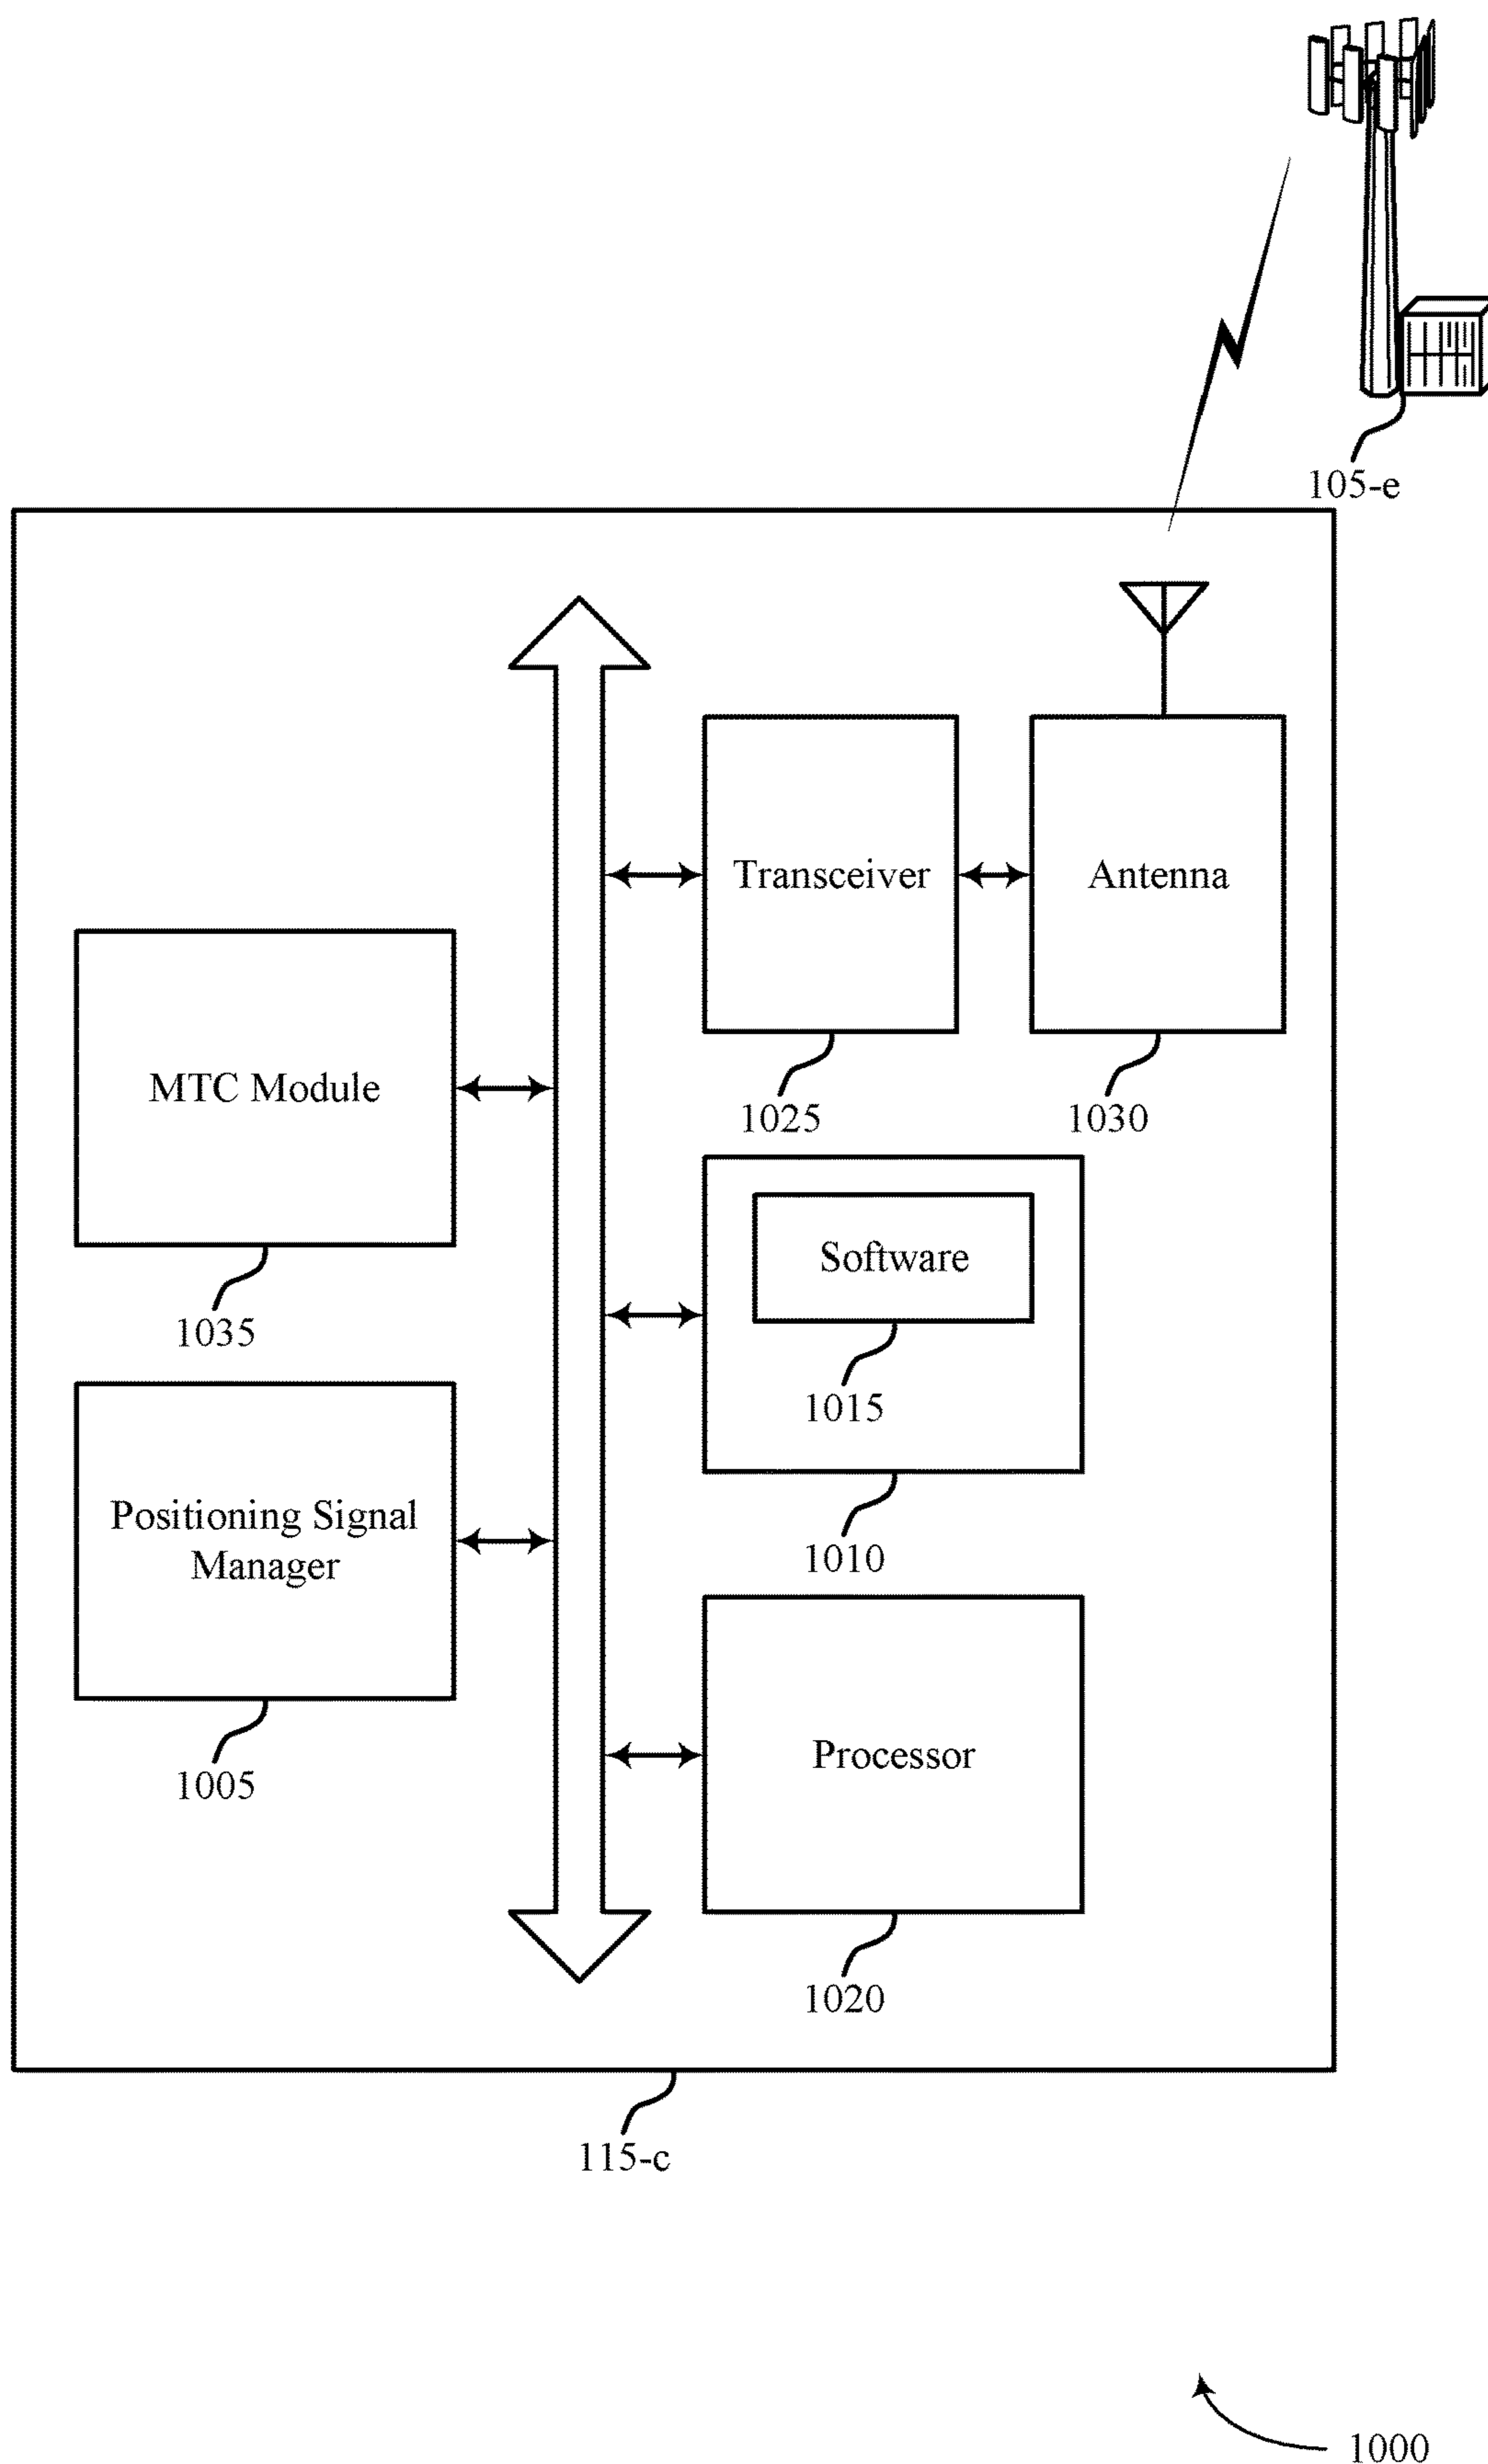 105-e
Transceiver
Antenna
1025
1030
MTC Module
1035
Software
1015
1010
Positioning Signal
Manager
1005
Processor
1020
115-c
1000